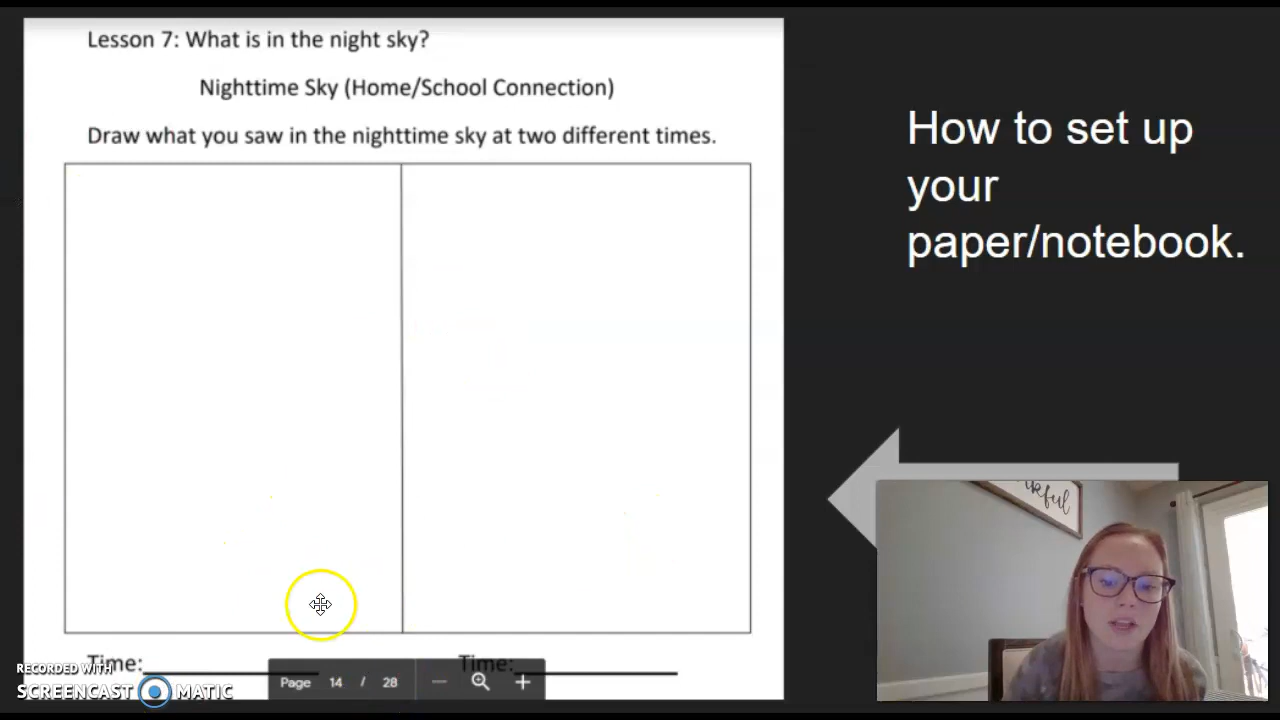 Lesson 7: What is in the night sky?
Nighttime Sky (Home/School Connection)
Draw what you saw in the nighttime sky at two different times.
How to set up
your
paper/notebook.
Time:
Time:
RECORDED WITH
SCREENCAST MATIC
Page 14 / 28